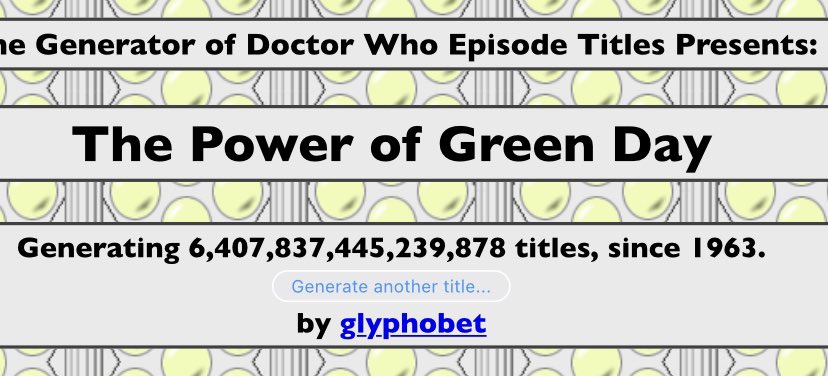 Generator of Doctor Who Episode Titles Presents:
The Power of Green Day
Generating 6,407,837,445,239,878 titles, since 1963.
Generate another title...
by glyphobet